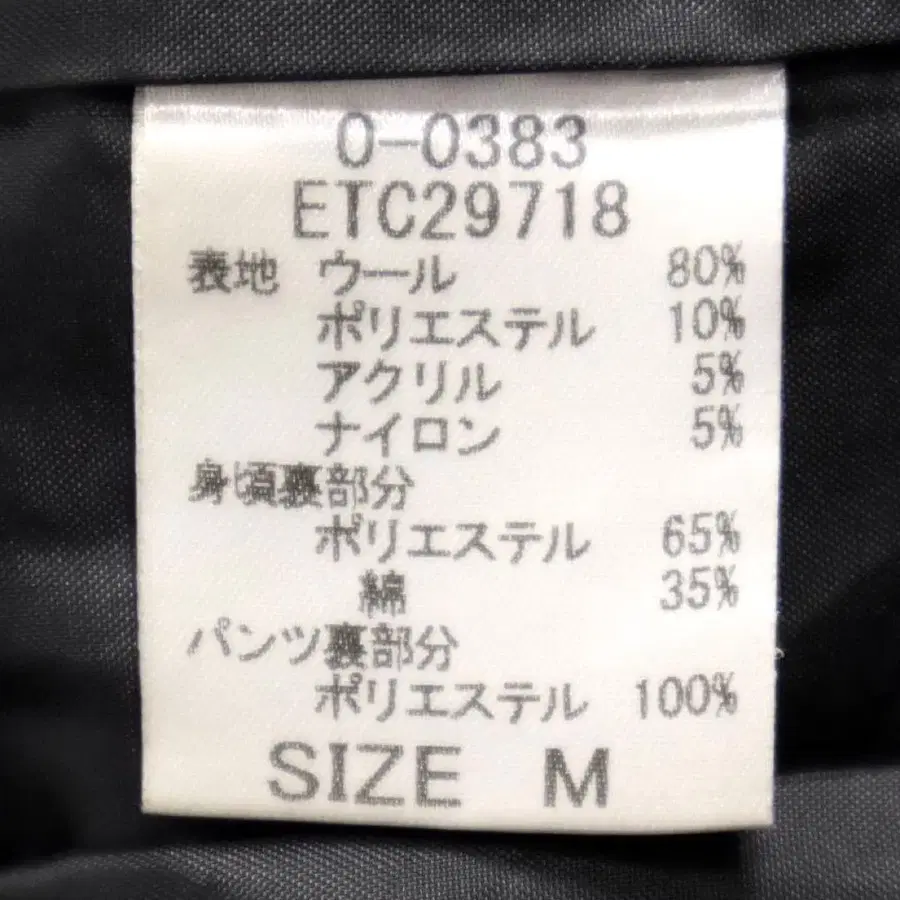 0-0383
ETC29718
表地 ウール 80%
ポリエステル 10%
アクリル 5%
ナイロン 5%
身頃裏部分
ポリエステル 65%
綿 35%
パンツ裏部分
ポリエステル 100%
SIZE M